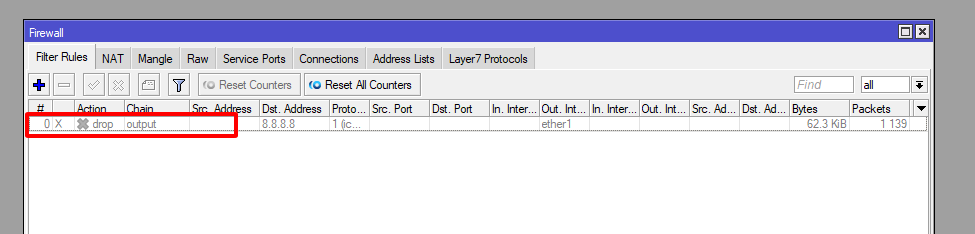 Firewall
Filter Rules NAT Mangle Raw Service Ports Connections Address Lists Layer7 Protocols
Reset Counters Reset All Counters Find all
# Action Chain Src. Address Dst. Address Proto... Src. Port Dst. Port In. Inter... Out. Int... In. Inter... Out. Int... Src. Ad... Dst. Ad... Bytes Packets
0 X drop output 8.8.8.8 1 (ic... ether1 62.3 KiB 1 139